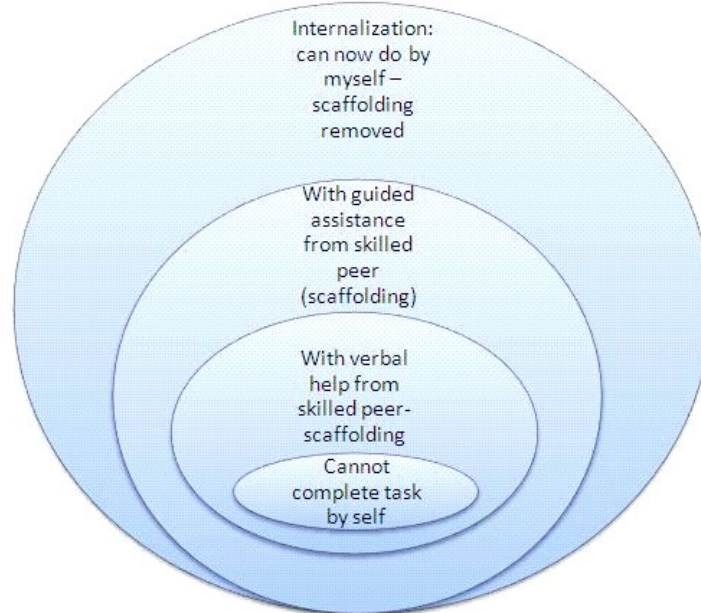 Internalization:
can now do by
myself –
scaffolding
removed
With guided
assistance
from skilled
peer
(scaffolding)
With verbal
help from
skilled peer-
scaffolding
Cannot
complete task
by self